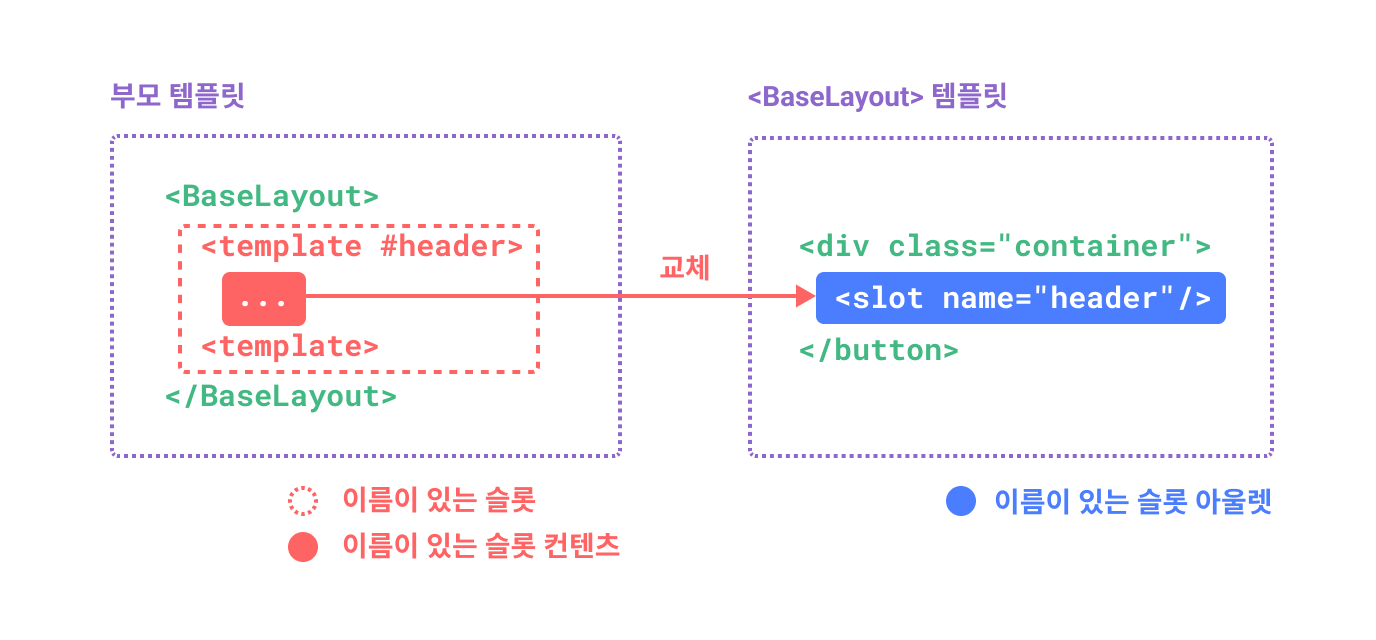 부모 템플릿
<BaseLayout>
<template #header>
...
<template>
</BaseLayout>
이름이 있는 슬롯
이름이 있는 슬롯 컨텐츠
교체
<BaseLayout> 템플릿
<div class="container">
<slot name="header"/>
</button>
이름이 있는 슬롯 아울렛